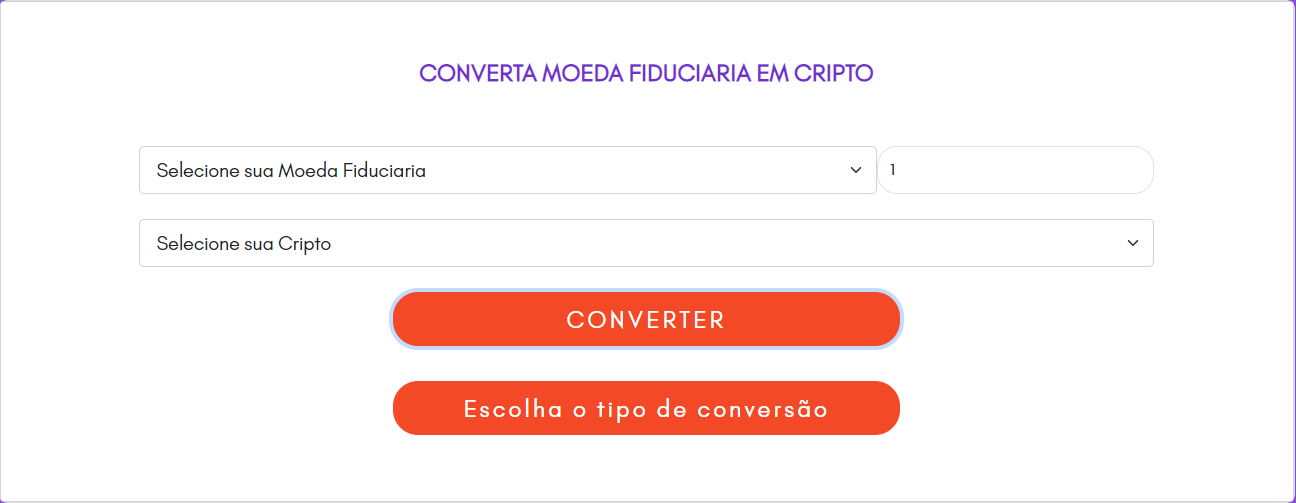 CONVERTA MOEDA FIDUCIARIA EM CRIPTO
Selecione sua Moeda Fiduciaria 1
Selecione sua Cripto
CONVERTER
Escolha o tipo de conversão